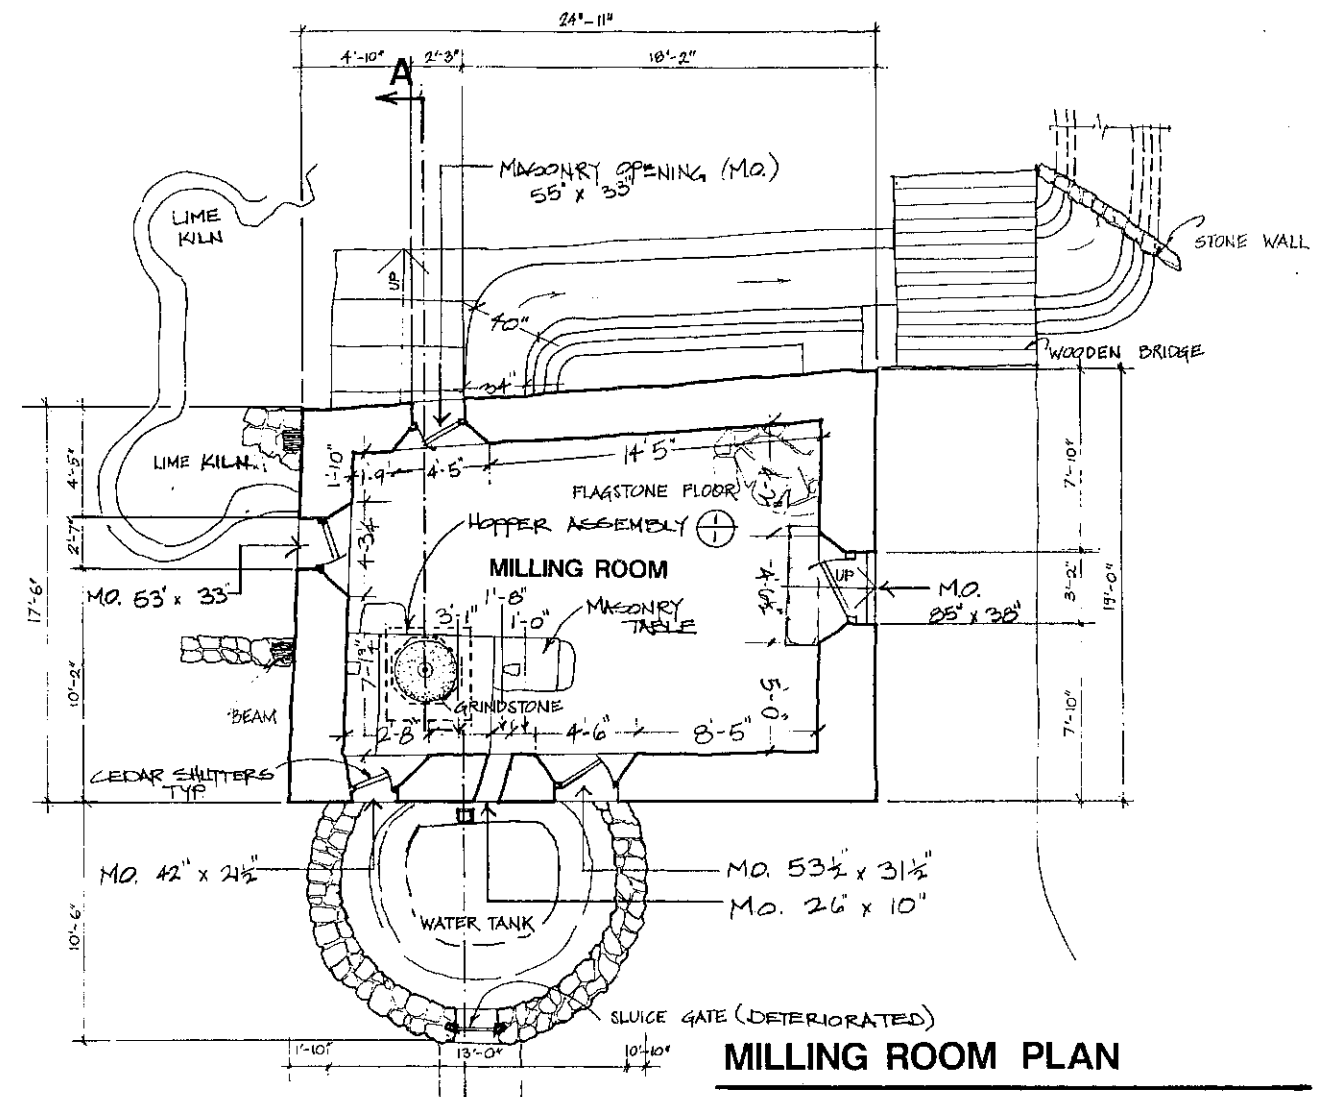 24'-11"
4'-10"
2'-3"
18'-2"
A
MASONRY OPENING (M.O.)
55" x 33"
LIME
KILN
STONE WALL
UP
40"
WOODEN BRIDGE
34"
LIME KILN
1'-10"
1'-9"
4'-5"
14'-5"
FLAGSTONE FLOOR
4'-5"
7'-10"
2'-7"
HOPPER ASSEMBLY
MILLING ROOM
M.O. 53" x 33"
17'-6"
UP
M.O.
85" x 38"
3'-2"
19'-0"
3'-1"
1'-8"
1'-0"
MASONRY
TABLE
10'-2"
GRINDSTONE
5'-0"
BEAM
7'-10"
2'-8"
4'-6"
8'-5"
CEDAR SHUTTERS
TYP.
M.O. 42" x 21½"
M.O. 53½" x 31½"
M.O. 26" x 10"
WATER TANK
10'-6"
SLUICE GATE (DETERIORATED)
1'-10"
13'-0"
MILLING ROOM PLAN